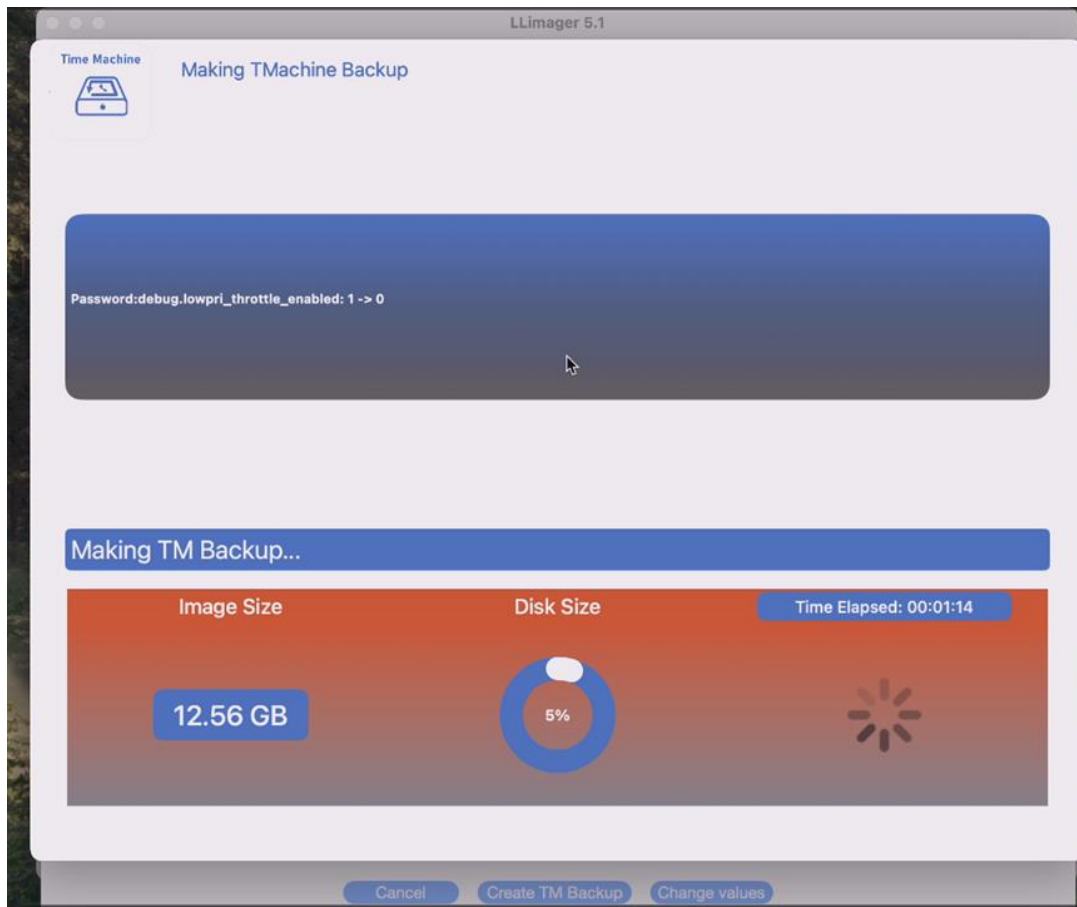 LLimager 5.1
Time Machine
Making TMachine Backup
Password:debug.lowpri_throttle_enabled: 1 -> 0
Making TM Backup...
Image Size
Disk Size
Time Elapsed: 00:01:14
12.56 GB
5%
Cancel
Create TM Backup
Change values